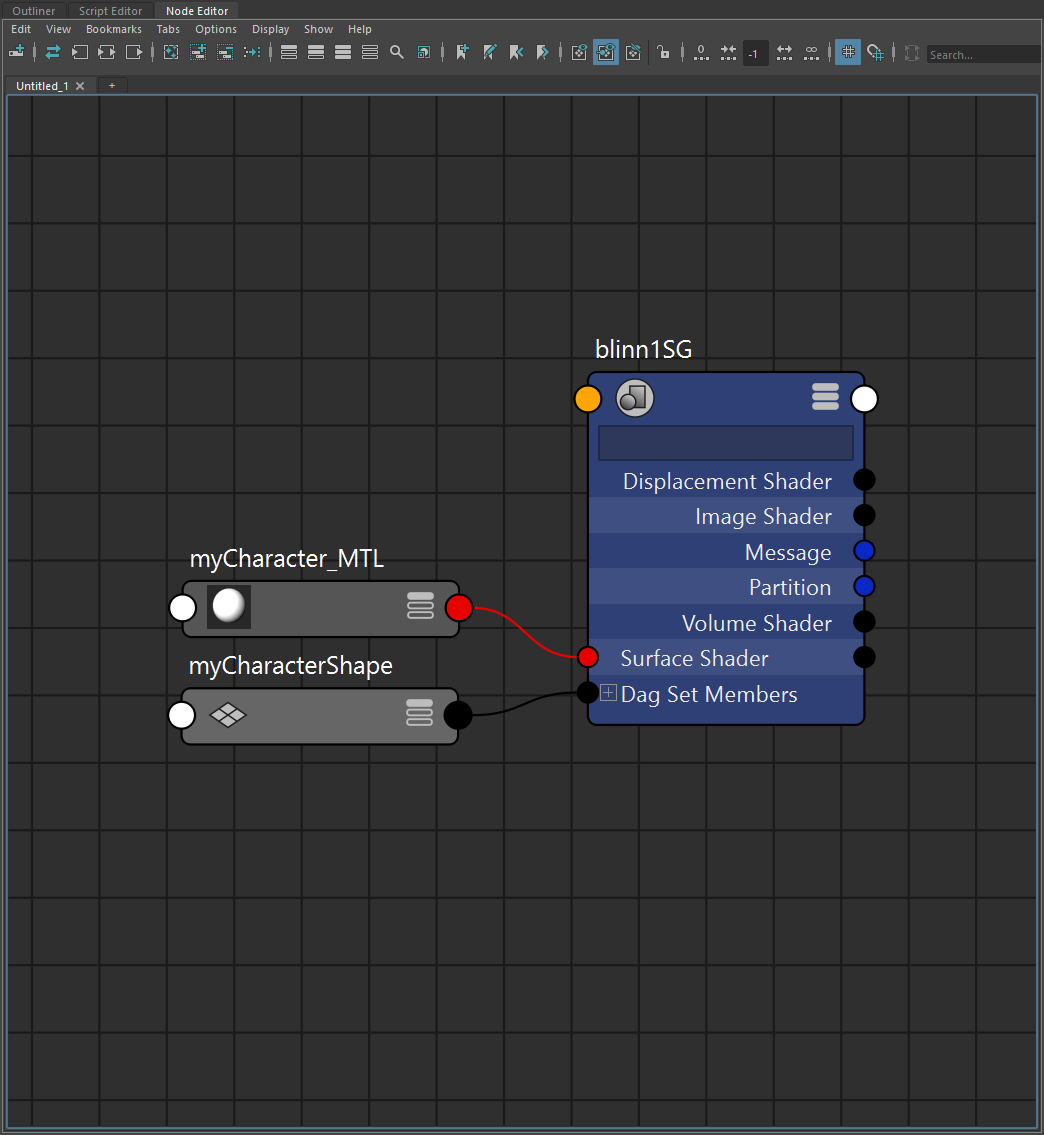 Outliner Script Editor Node Editor
Edit View Bookmarks Tabs Options Display Show Help
0 -1 ∞ Search...
Untitled_1 × +
blinn1SG
Displacement Shader
Image Shader
Message
Partition
Volume Shader
Surface Shader
Dag Set Members
myCharacter_MTL
myCharacterShape